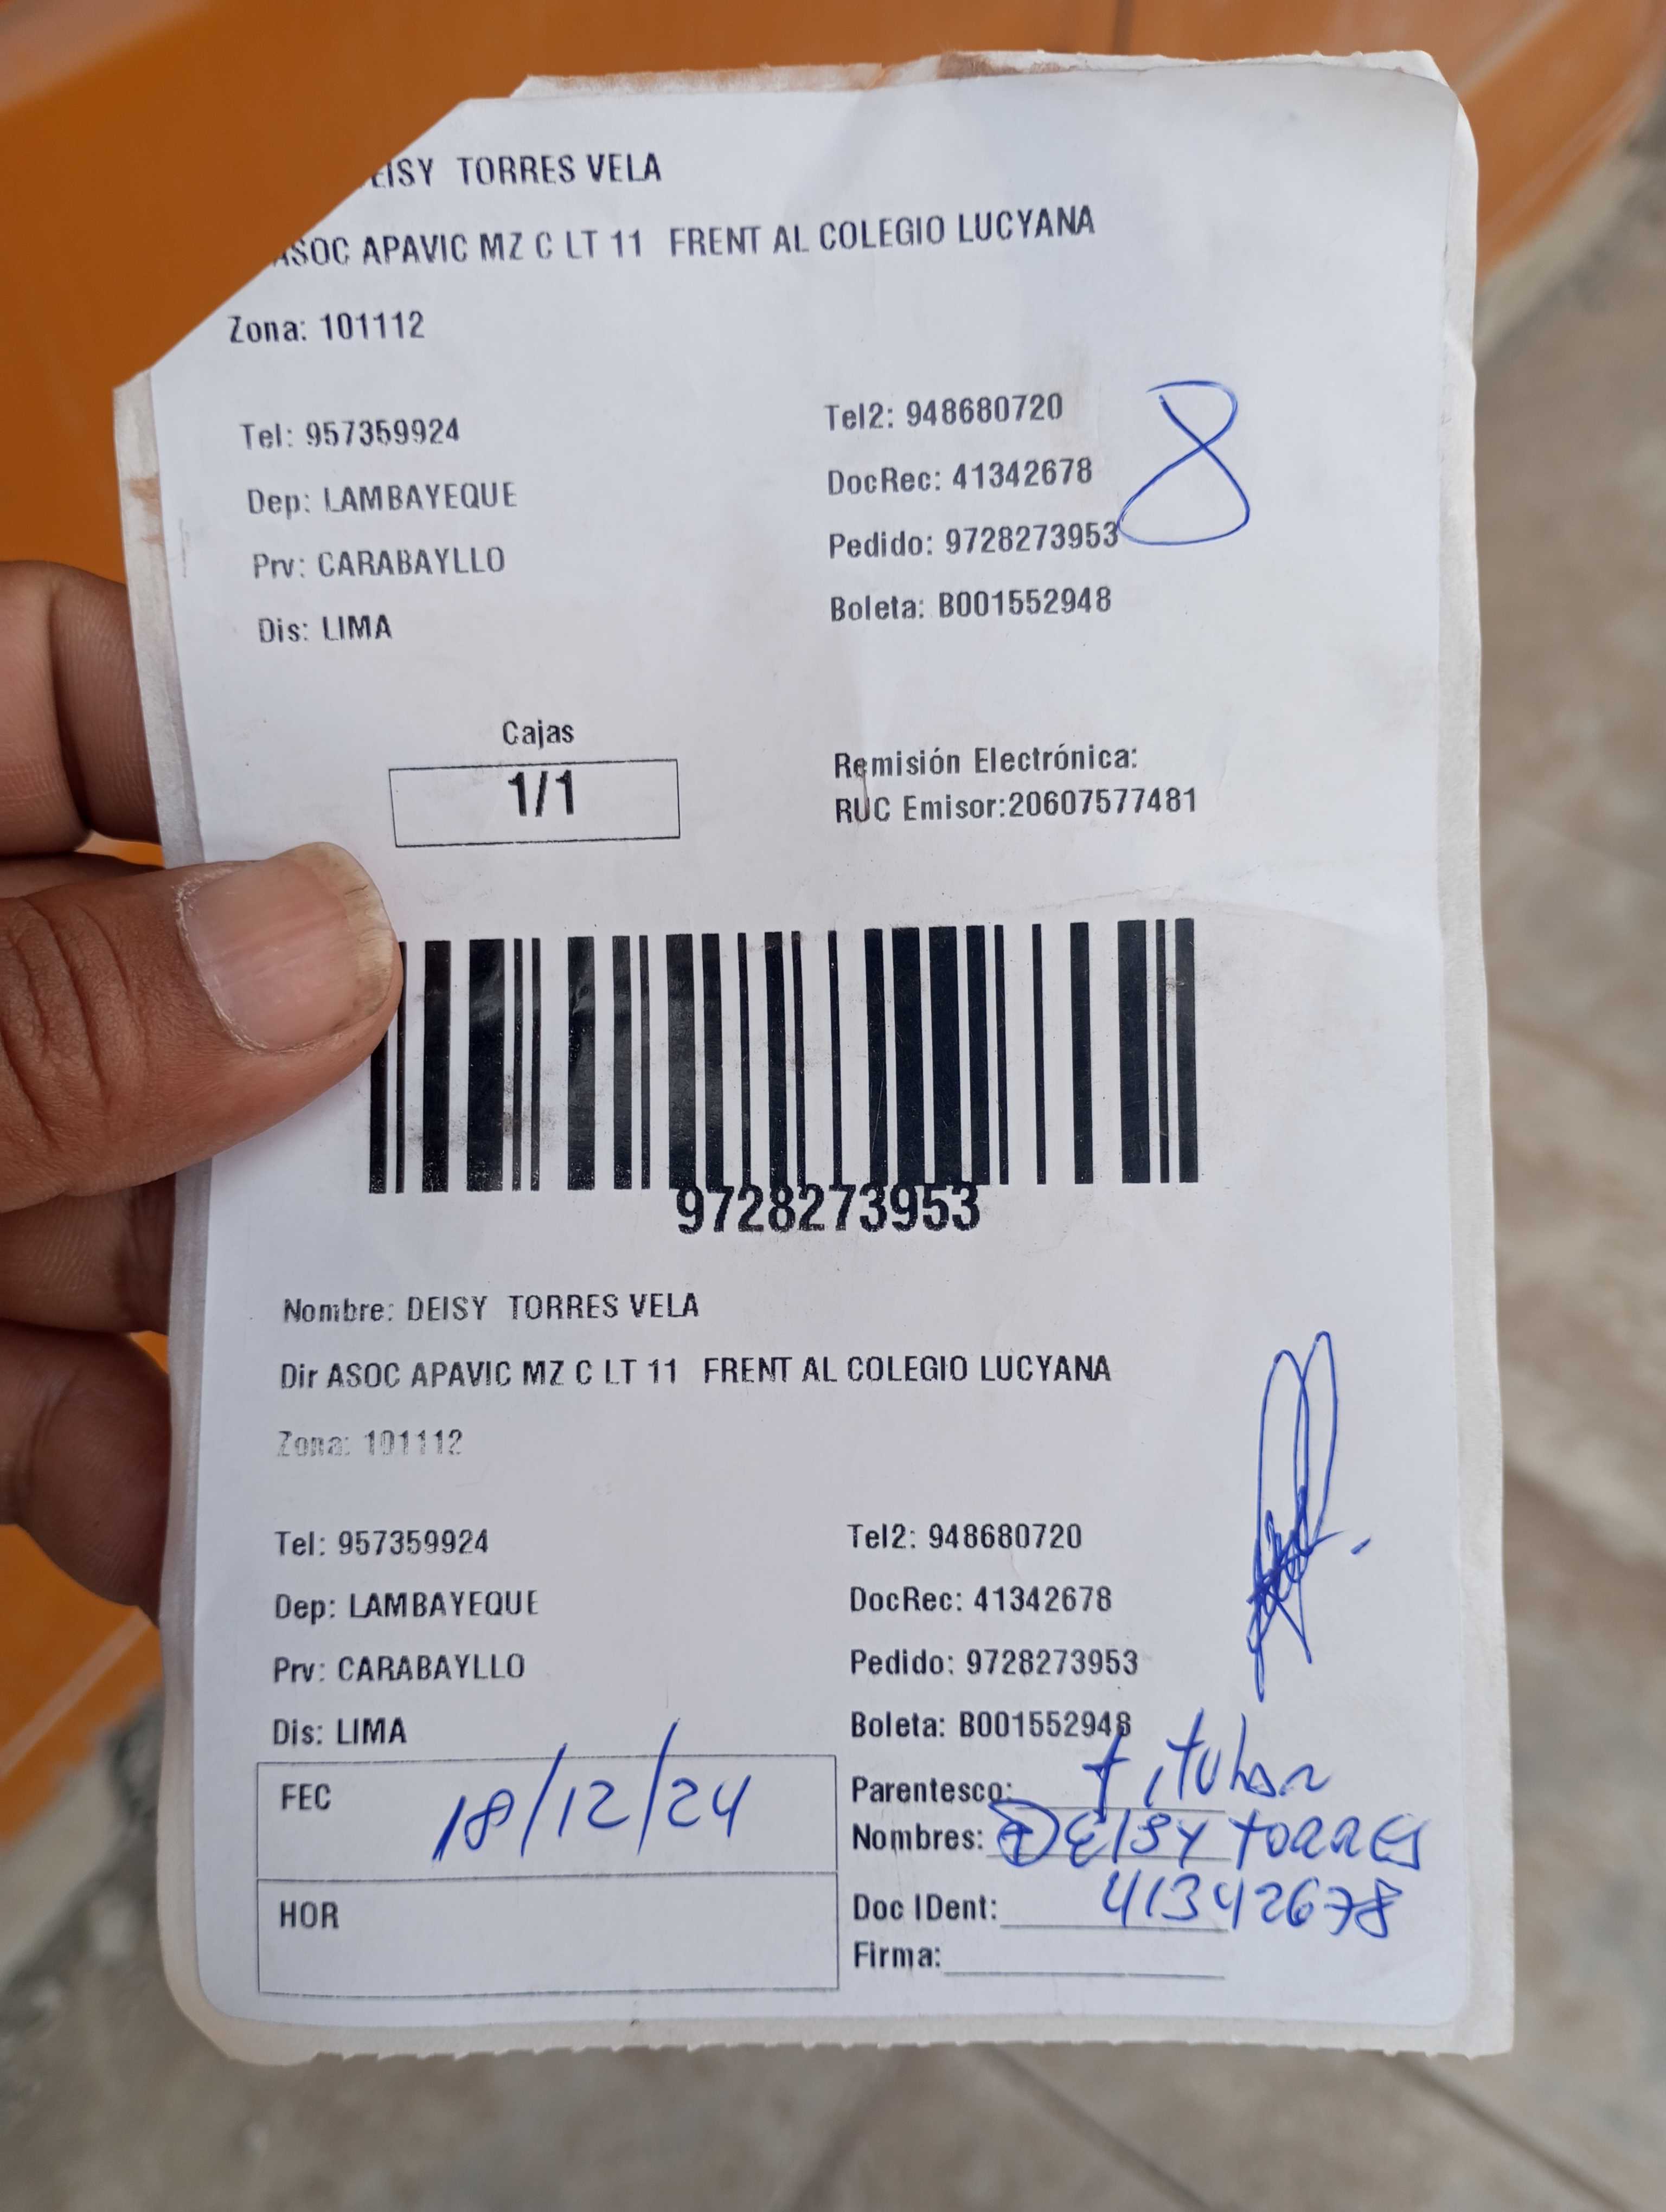 EISY TORRES VELA
ASOC APAVIC MZ C LT 11 FRENT AL COLEGIO LUCYANA
Zona: 101112
Tel: 957359924 Tel2: 948680720
Dep: LAMBAYEQUE DocRec: 41342678
8
Prv: CARABAYLLO Pedido: 9728273953
Dis: LIMA Boleta: B001552948
Cajas
1/1
Remisión Electrónica:
RUC Emisor:20607577481
9728273953
Nombre: DEISY TORRES VELA
Dir ASOC APAVIC MZ C LT 11 FRENT AL COLEGIO LUCYANA
Zona: 101112
Tel: 957359924 Tel2: 948680720
Dep: LAMBAYEQUE DocRec: 41342678
Prv: CARABAYLLO Pedido: 9728273953
Dis: LIMA Boleta: B001552948
FEC 18/12/24
HOR
Parentesco: titular
Nombres: DEISY TORRES
Doc IDent: 41342678
Firma: